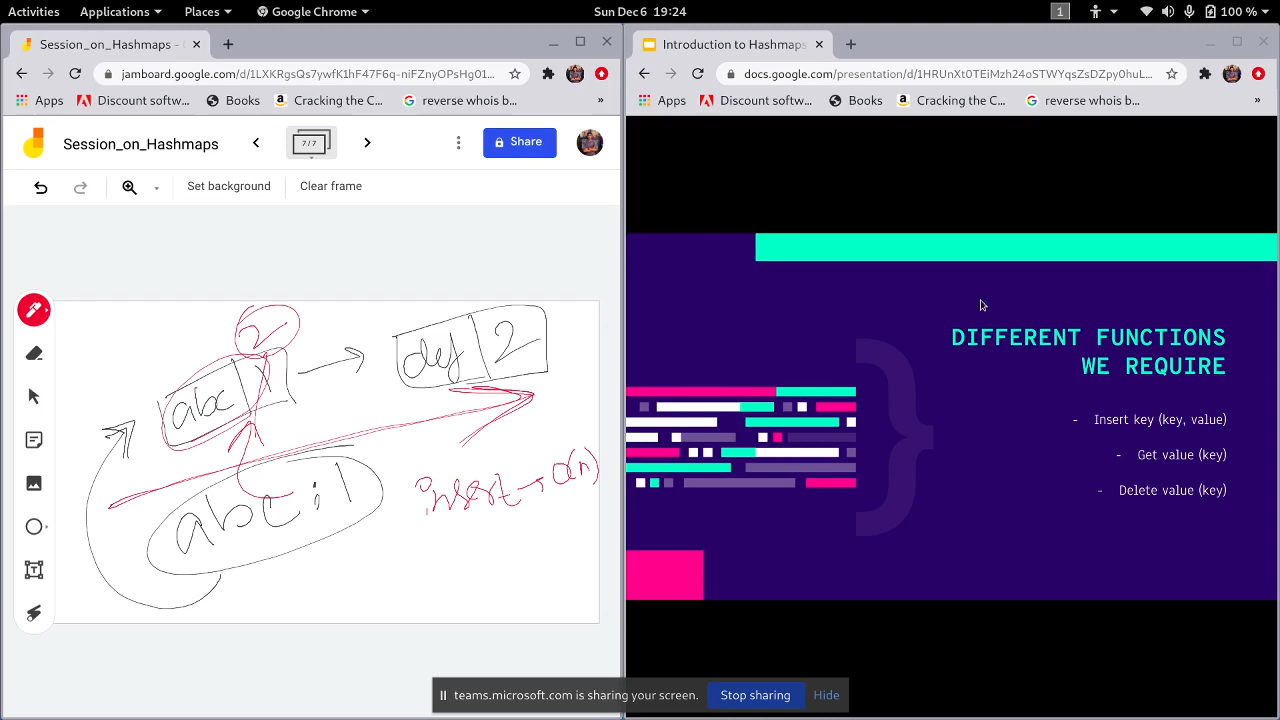 Activities Applications Places Google Chrome Sun Dec 6 19:24 1 100 %
Session_on_Hashmaps - G
jamboard.google.com/d/1LXKRgsQs7ywfK1hF47F6q-niFZnyOPsHg01...
Apps Discount softw... Books Cracking the C... reverse whois b... »
Session_on_Hashmaps 7/7 Share
Set background Clear frame
2
abc 1
def 2
abc ; 1
insert → O(n)
Introduction to Hashmaps
docs.google.com/presentation/d/1HRUnXt0TEiMzh24oSTWYqsZsDZpy0huL...
Apps Discount softw... Books Cracking the C... reverse whois b... »
DIFFERENT FUNCTIONS
WE REQUIRE
- Insert key (key, value)
- Get value (key)
- Delete value (key)
teams.microsoft.com is sharing your screen. Stop sharing Hide